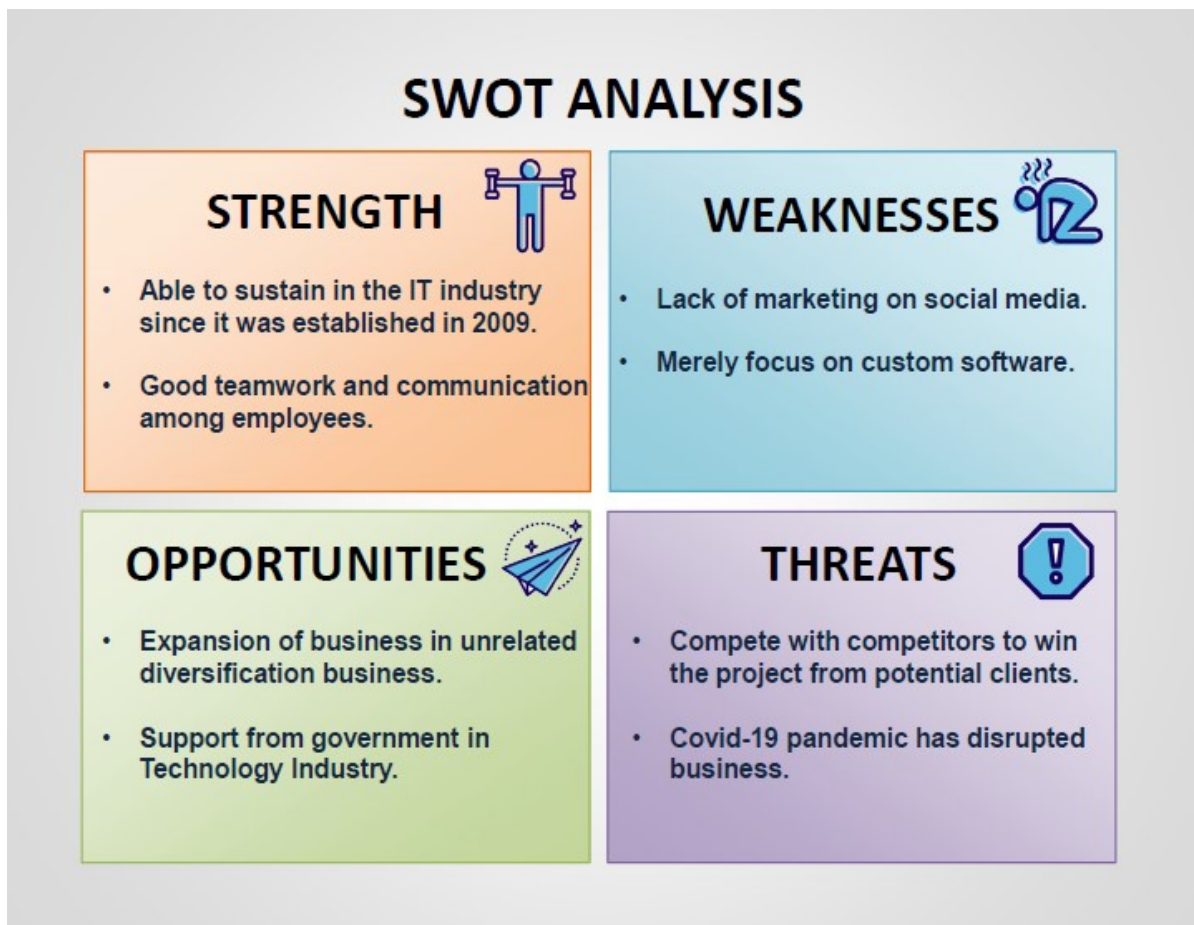 SWOT ANALYSIS
STRENGTH
• Able to sustain in the IT industry
since it was established in 2009.
• Good teamwork and communication
among employees.
WEAKNESSES
• Lack of marketing on social media.
• Merely focus on custom software.
OPPORTUNITIES
• Expansion of business in unrelated
diversification business.
• Support from government in
Technology Industry.
THREATS
• Compete with competitors to win
the project from potential clients.
• Covid-19 pandemic has disrupted
business.